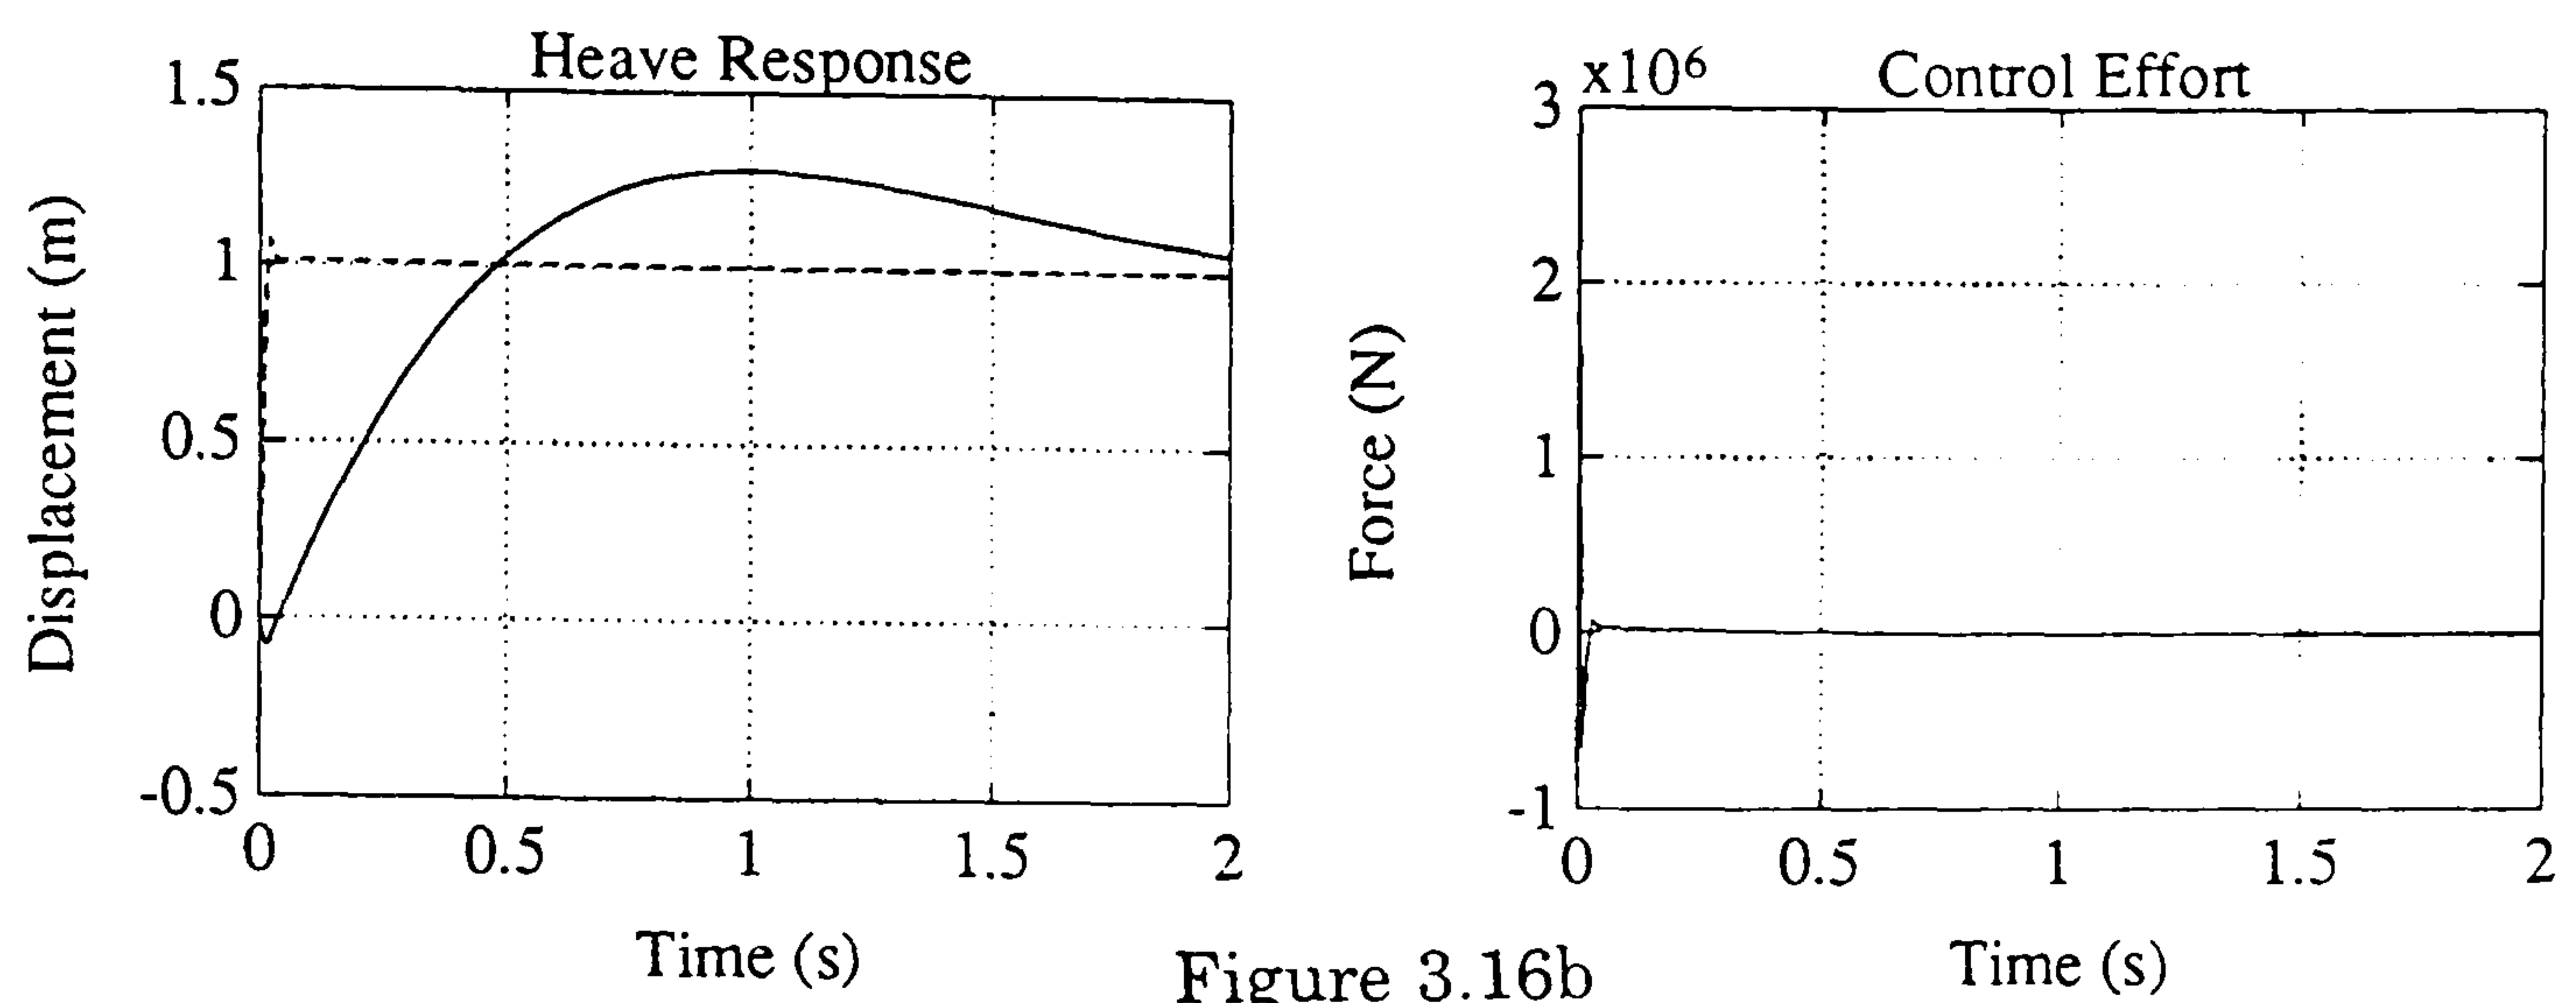 Heave Response
1.5
1
0.5
0
-0.5
Displacement (m)
0 0.5 1 1.5 2
Time (s)
x10⁶
Control Effort
3
2
1
0
-1
Force (N)
0 0.5 1 1.5 2
Time (s)
Figure 3.16b